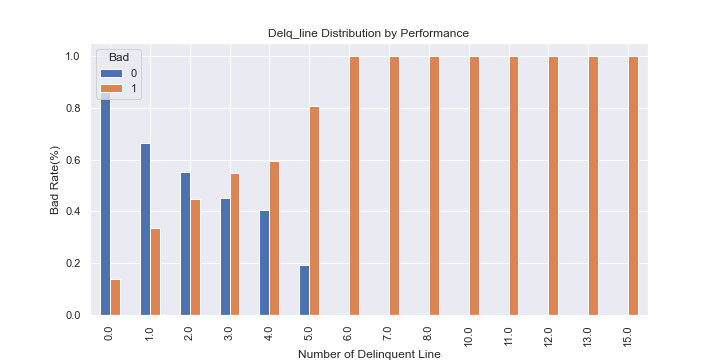 Delq_line Distribution by Performance
Bad
0
1
1.0
0.8
0.6
0.4
0.2
0.0
Bad Rate(%)
0.0 1.0 2.0 3.0 4.0 5.0 6.0 7.0 8.0 10.0 11.0 12.0 13.0 15.0
Number of Delinquent Line